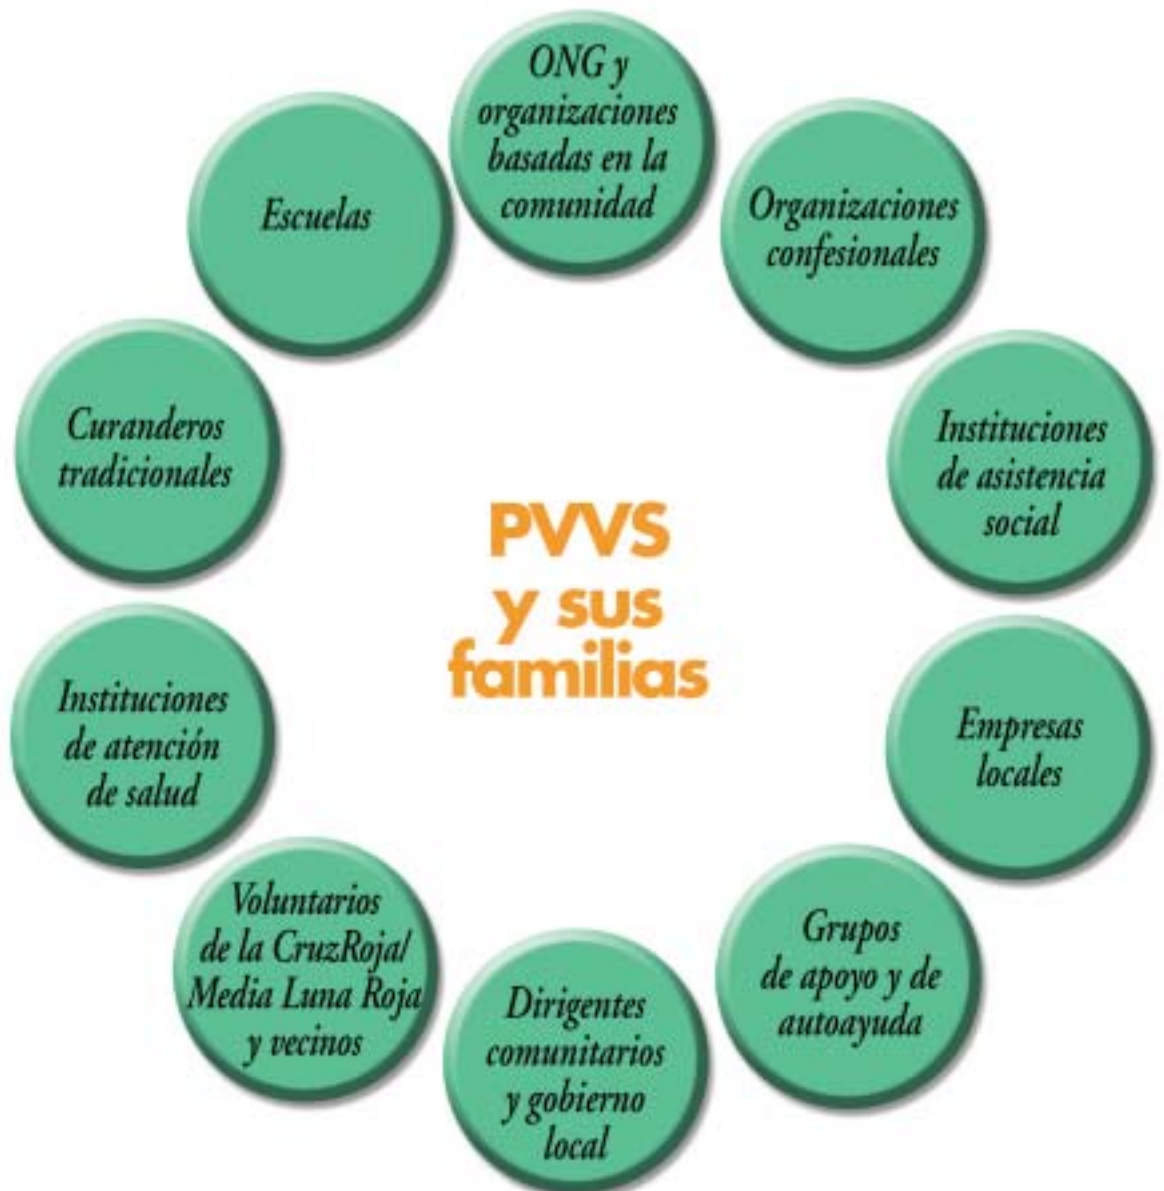 ONG y
organizaciones
basadas en la
comunidad
Organizaciones
confesionales
Instituciones
de asistencia
social
Empresas
locales
Grupos
de apoyo y de
autoayuda
Dirigentes
comunitarios
y gobierno
local
Voluntarios
de la CruzRoja/
Media Luna Roja
y vecinos
Instituciones
de atención
de salud
Curanderos
tradicionales
Escuelas
PVVS
y sus
familias